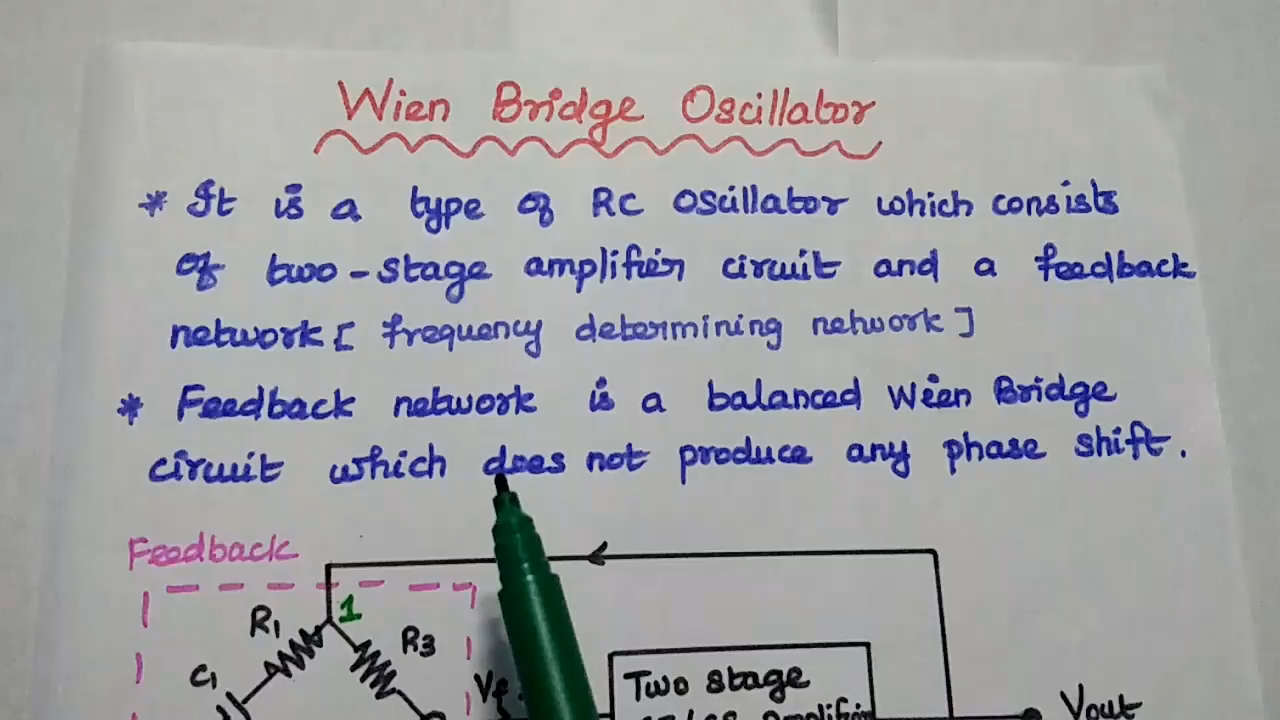 Wien Bridge Oscillator
* It is a type of RC oscillator which consists
of two-stage amplifier circuit and a feedback
network [ frequency determining network ]
* Feedback network is a balanced Wien Bridge
circuit which does not produce any phase shift.
Feedback
1
R1
R3
C1
Vf
Two stage
Amplifier
Vout